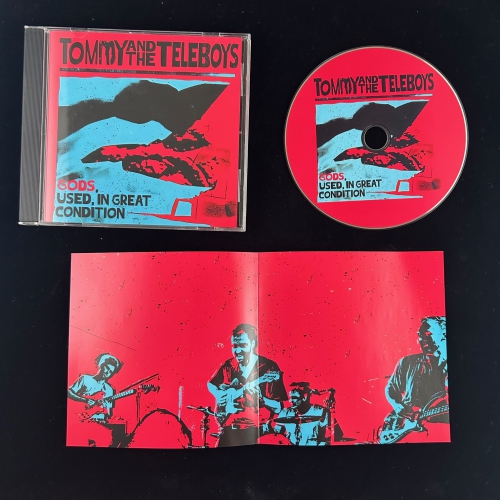 TOMMY AND THE TELEBOYS
GODS,
USED, IN GREAT
CONDITION
TOMMY AND THE TELEBOYS
GODS,
USED, IN GREAT
CONDITION